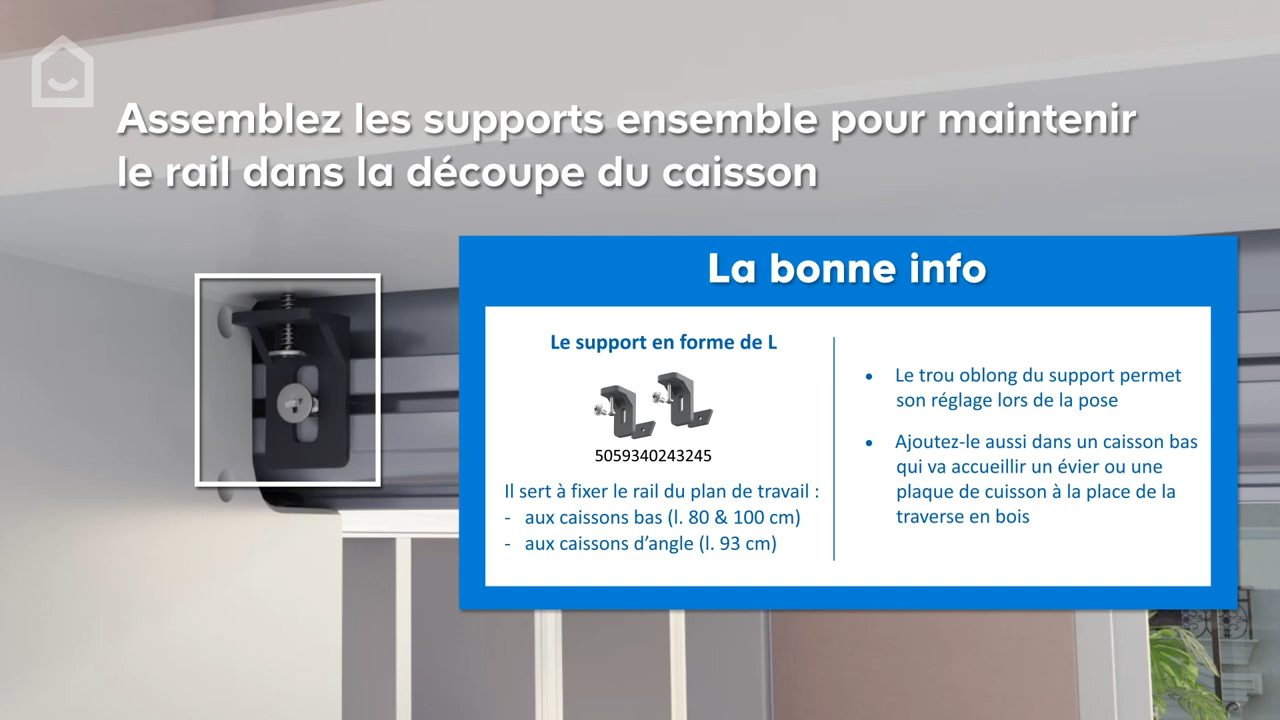 Assemblez les supports ensemble pour maintenir
le rail dans la découpe du caisson
La bonne info
Le support en forme de L
5059340243245
Il sert à fixer le rail du plan de travail :
- aux caissons bas (l. 80 & 100 cm)
- aux caissons d’angle (l. 93 cm)
• Le trou oblong du support permet
son réglage lors de la pose
• Ajoutez-le aussi dans un caisson bas
qui va accueillir un évier ou une
plaque de cuisson à la place de la
traverse en bois